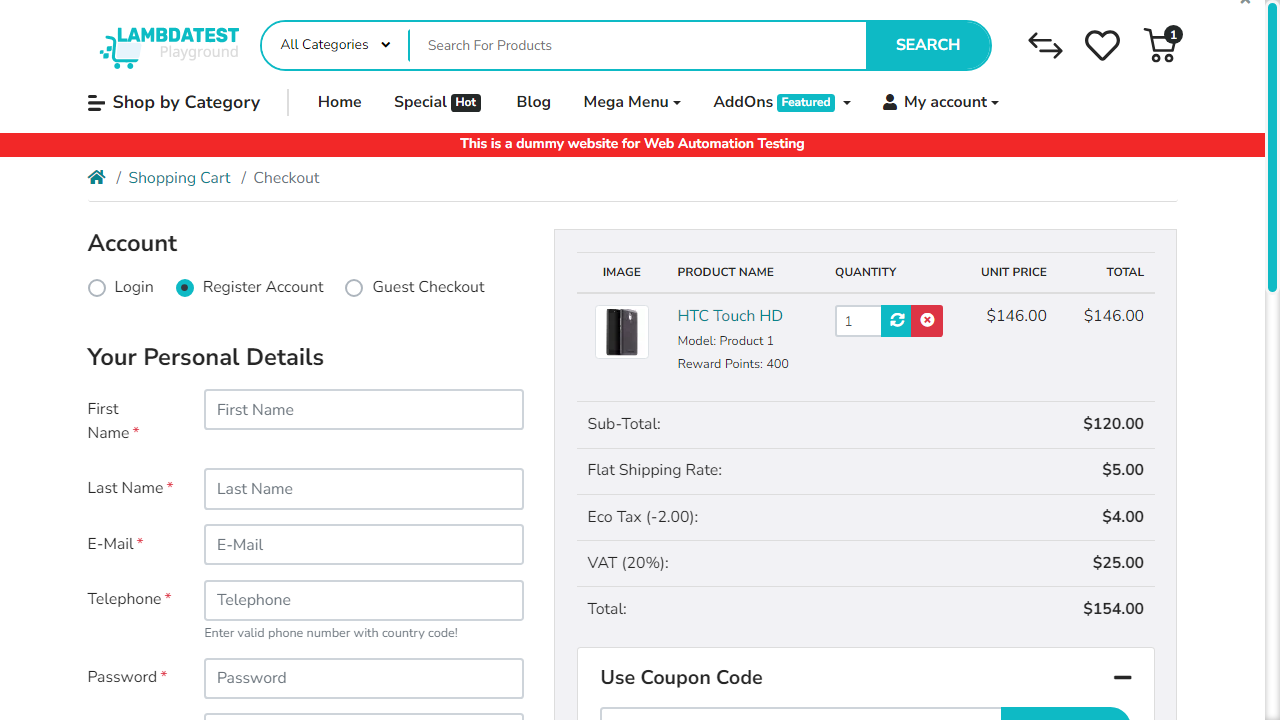 LAMBDATEST
Playground
All Categories
Search For Products
SEARCH
1
Shop by Category
Home
Special Hot
Blog
Mega Menu
AddOns Featured
My account
This is a dummy website for Web Automation Testing
/ Shopping Cart / Checkout
Account
Login
Register Account
Guest Checkout
Your Personal Details
First
Name *
First Name
Last Name *
Last Name
E-Mail *
E-Mail
Telephone *
Telephone
Enter valid phone number with country code!
Password *
Password
IMAGE PRODUCT NAME QUANTITY UNIT PRICE TOTAL
HTC Touch HD 1 $146.00 $146.00
Model: Product 1
Reward Points: 400
Sub-Total: $120.00
Flat Shipping Rate: $5.00
Eco Tax (-2.00): $4.00
VAT (20%): $25.00
Total: $154.00
Use Coupon Code